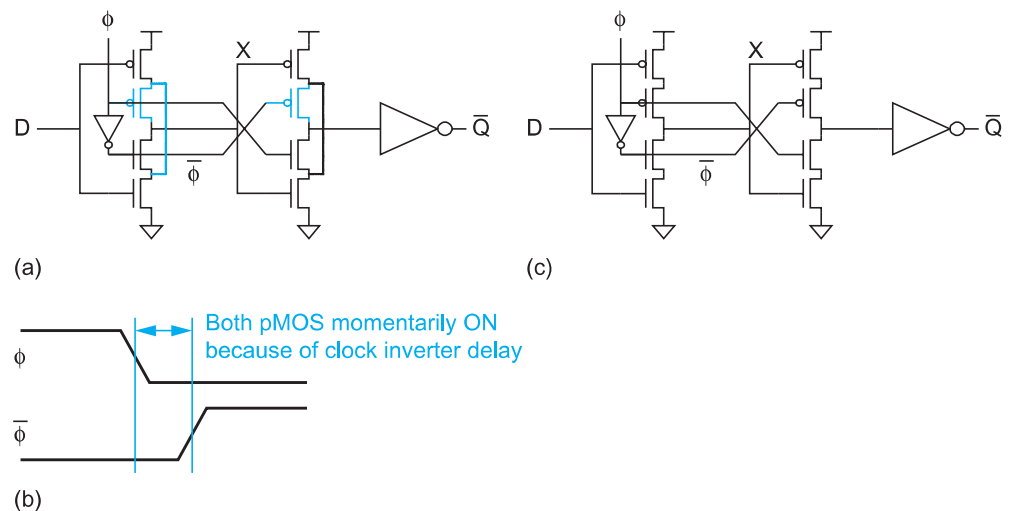 ϕ
X
D
ϕ̅
Q̅
(a)
ϕ
X
D
ϕ̅
Q̅
(c)
Both pMOS momentarily ON
because of clock inverter delay
ϕ
ϕ̅
(b)